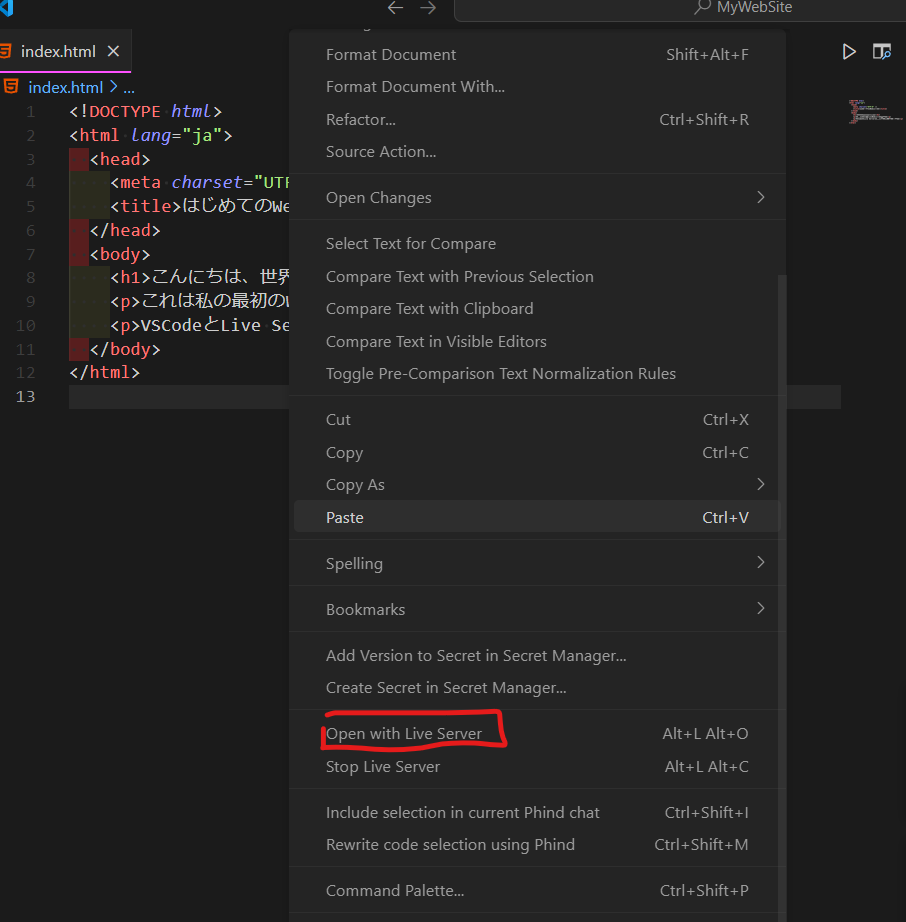 MyWebSite
index.html
index.html > ...
1 <!DOCTYPE html>
2 <html lang="ja">
3 <head>
4 <meta charset="UTF
5 <title>はじめてのWe
6 </head>
7 <body>
8 <h1>こんにちは、世界
9 <p>これは私の最初の
10 <p>VSCodeとLive Se
11 </body>
12 </html>
13
Format Document Shift+Alt+F
Format Document With...
Refactor... Ctrl+Shift+R
Source Action...
Open Changes
Select Text for Compare
Compare Text with Previous Selection
Compare Text with Clipboard
Compare Text in Visible Editors
Toggle Pre-Comparison Text Normalization Rules
Cut Ctrl+X
Copy Ctrl+C
Copy As
Paste Ctrl+V
Spelling
Bookmarks
Add Version to Secret in Secret Manager...
Create Secret in Secret Manager...
Open with Live Server Alt+L Alt+O
Stop Live Server Alt+L Alt+C
Include selection in current Phind chat Ctrl+Shift+I
Rewrite code selection using Phind Ctrl+Shift+M
Command Palette... Ctrl+Shift+P